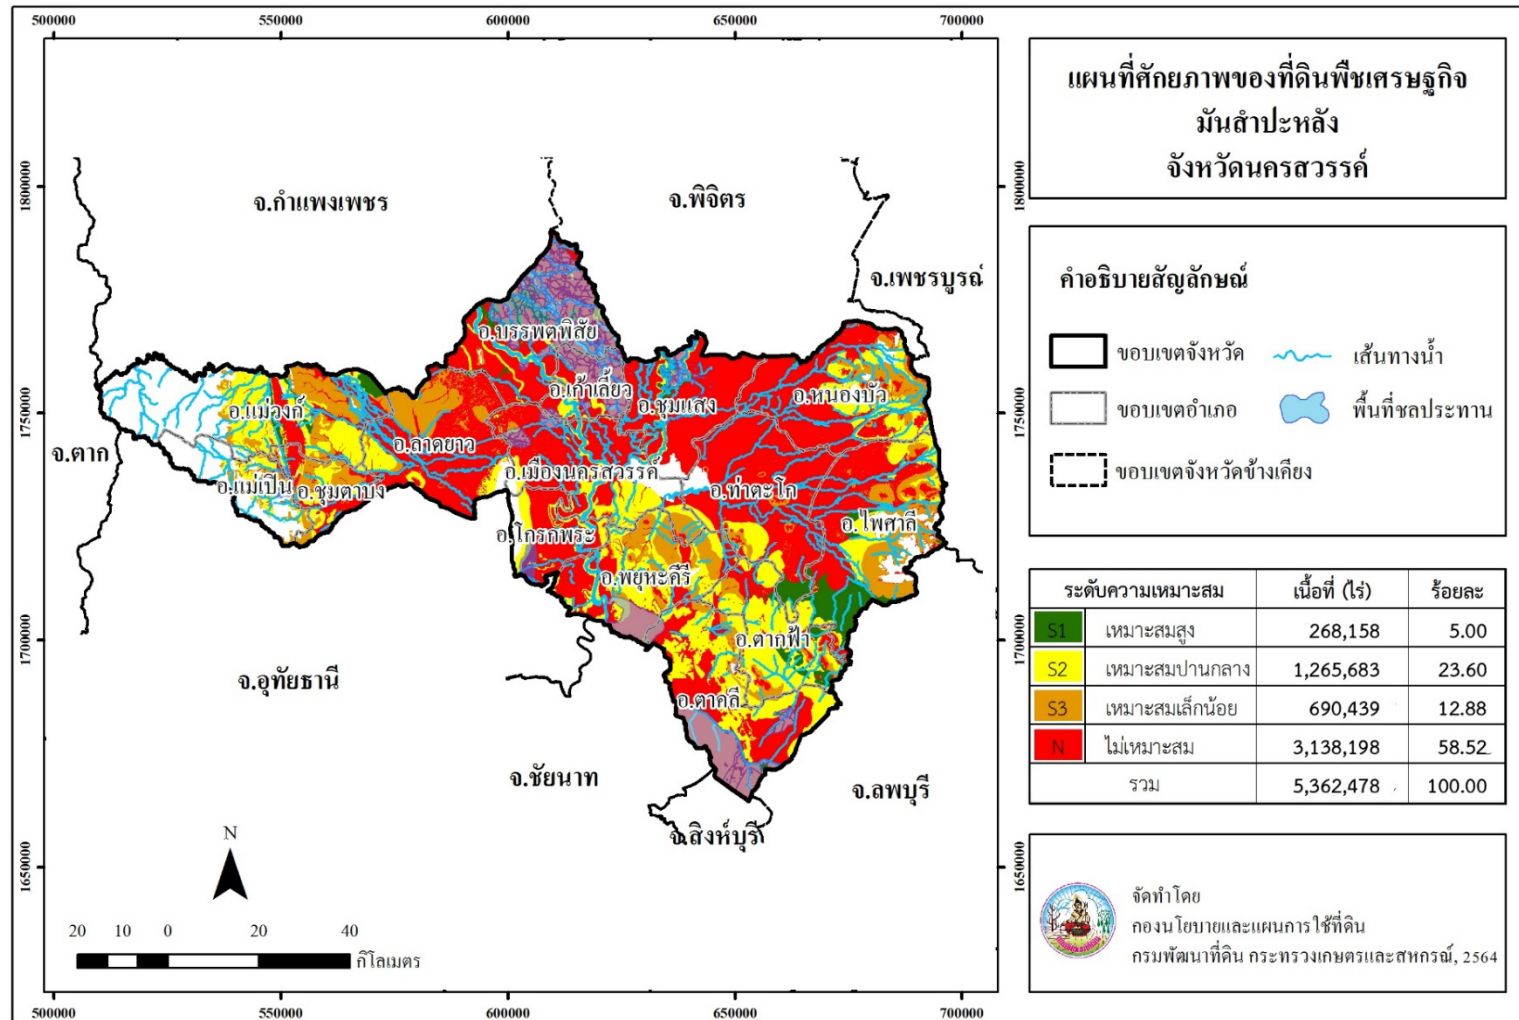 500000 550000 600000 650000 700000
แผนที่ศักยภาพของที่ดินพืชเศรษฐกิจ
มันสำปะหลัง
จังหวัดนครสวรรค์
1800000
1800000
จ.กำแพงเพชร
จ.พิจิตร
จ.เพชรบูรณ์
อ.บรรพตพิสัย
อ.เก้าเลี้ยว
อ.ชุมแสง
อ.หนองบัว
อ.แม่วงก์
1750000
1750000
อ.ลาดยาว
จ.ตาก
อ.เมืองนครสวรรค์
อ.แม่เปิน
อ.ชุมตาบง
อ.ท่าตะโก
อ.ไพศาลี
อ.โกรกพระ
อ.พยุหะคีรี
1700000
1700000
อ.ตากฟ้า
จ.อุทัยธานี
อ.ตาคลี
จ.ชัยนาท
จ.ลพบุรี
จ.สิงห์บุรี
1650000
1650000
N
20 10 0 20 40
กิโลเมตร
500000 550000 600000 650000 700000
คำอธิบายสัญลักษณ์
ขอบเขตจังหวัด เส้นทางน้ำ
ขอบเขตอำเภอ พื้นที่ชลประทาน
ขอบเขตจังหวัดข้างเคียง
ระดับความเหมาะสม เนื้อที่ (ไร่) ร้อยละ
S1 เหมาะสมสูง 268,158 5.00
S2 เหมาะสมปานกลาง 1,265,683 23.60
S3 เหมาะสมเล็กน้อย 690,439 12.88
N ไม่เหมาะสม 3,138,198 58.52
รวม 5,362,478 100.00
จัดทำโดย
กองนโยบายและแผนการใช้ที่ดิน
กรมพัฒนาที่ดิน กระทรวงเกษตรและสหกรณ์, 2564